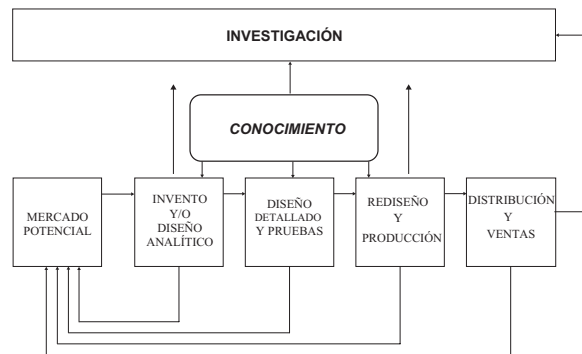 INVESTIGACIÓN
CONOCIMIENTO
MERCADO
POTENCIAL
INVENTO
Y/O
DISEÑO
ANALÍTICO
DISEÑO
DETALLADO
Y PRUEBAS
REDISEÑO
Y
PRODUCCIÓN
DISTRIBUCIÓN
Y
VENTAS